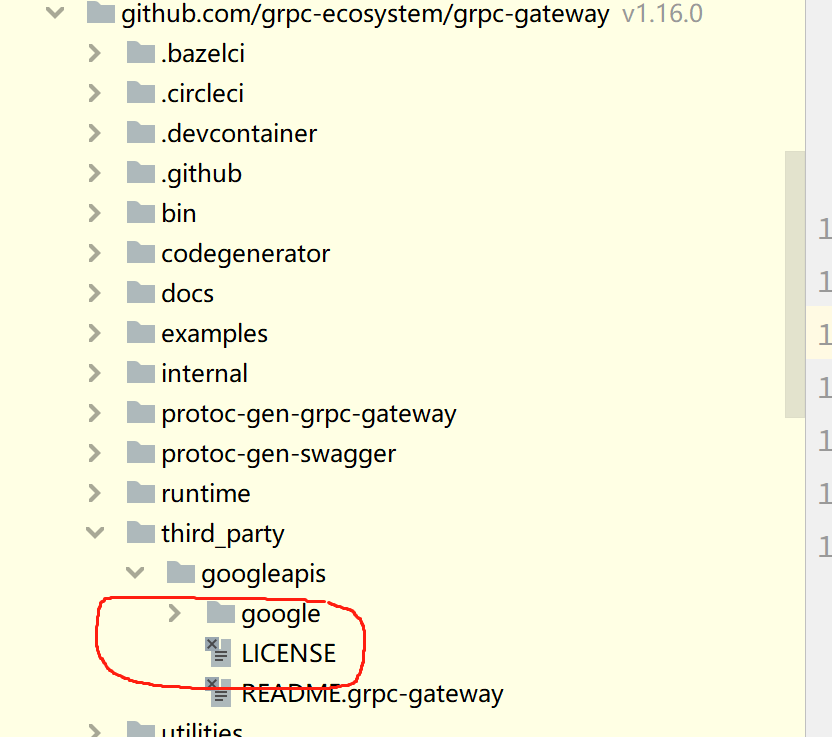 github.com/grpc-ecosystem/grpc-gateway v1.16.0
.bazelci
.circleci
.devcontainer
.github
bin
codegenerator
docs
examples
internal
protoc-gen-grpc-gateway
protoc-gen-swagger
runtime
third_party
googleapis
google
LICENSE
README.grpc-gateway
utilities
1
1
1
1
1
1
1